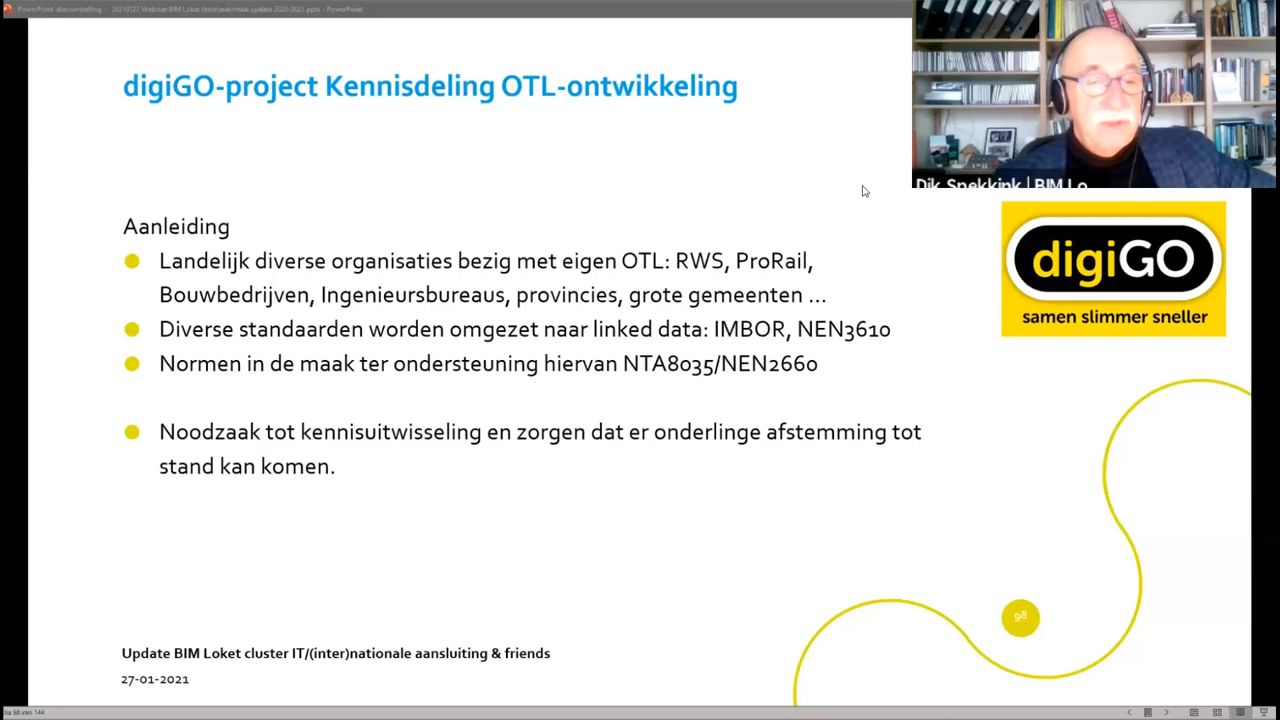 PowerPoint-diavoorstelling - 20210127 Webinar BIM Loket (inter)nationaal update 2020-2021.pptx - PowerPoint
digiGO-project Kennisdeling OTL-ontwikkeling
Dik Spekkink | BIM Lo
Aanleiding
Landelijk diverse organisaties bezig met eigen OTL: RWS, ProRail,
Bouwbedrijven, Ingenieursbureaus, provincies, grote gemeenten ...
Diverse standaarden worden omgezet naar linked data: IMBOR, NEN3610
Normen in de maak ter ondersteuning hiervan NTA8035/NEN2660
Noodzaak tot kennisuitwisseling en zorgen dat er onderlinge afstemming tot
stand kan komen.
digiGO
samen slimmer sneller
98
Update BIM Loket cluster IT/(inter)nationale aansluiting & friends
27-01-2021
van 144